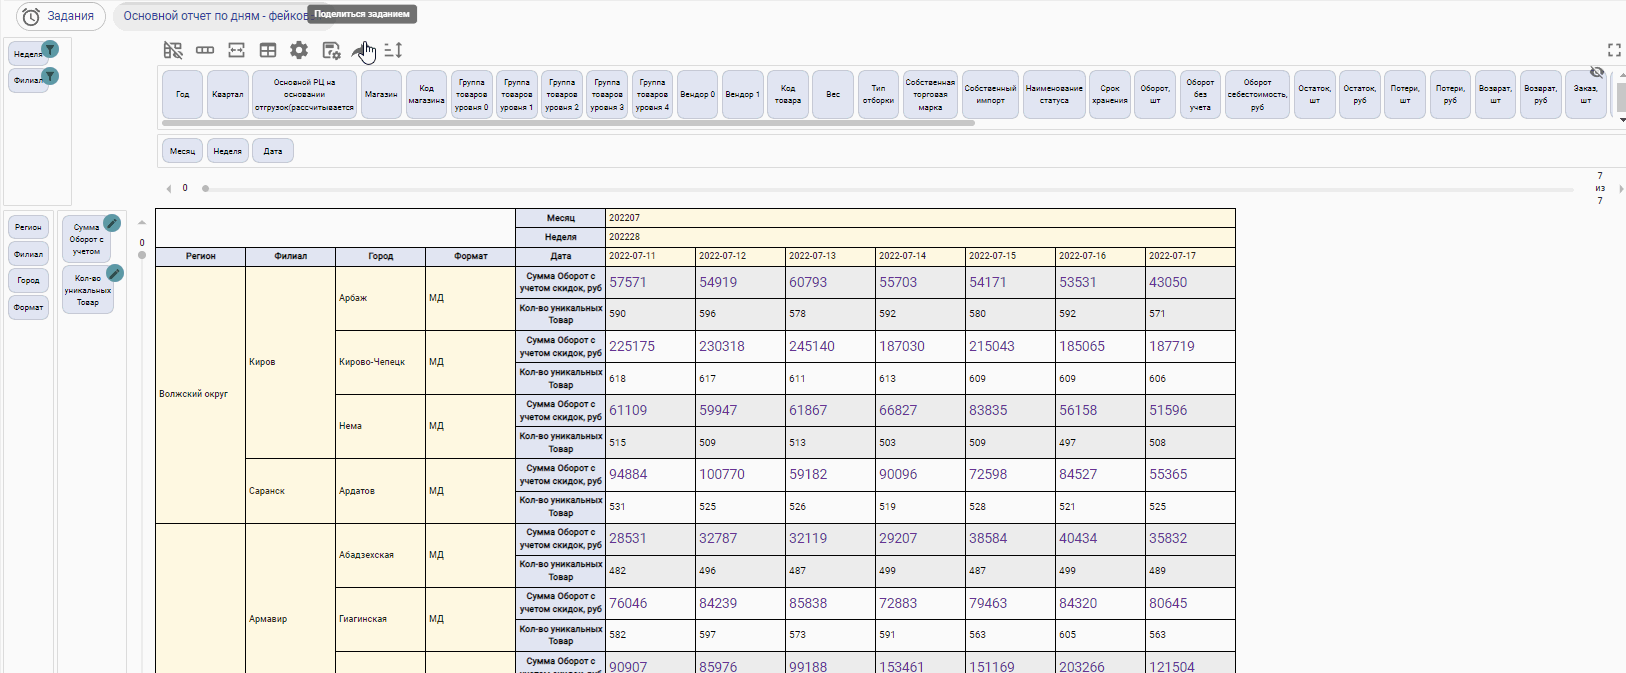 Задания
Основной отчет по дням - фейков
Поделиться заданием
Неделя
Филиал
Год
Квартал
Основной РЦ на
основании
отгрузок(рассчитывается
Магазин
Код
магазина
Группа
товаров
уровня 0
Группа
товаров
уровня 1
Группа
товаров
уровня 2
Группа
товаров
уровня 3
Группа
товаров
уровня 4
Вендор 0
Вендор 1
Код
товара
Вес
Тип
отборки
Собственная
торговая
марка
Собственный
импорт
Наименование
статуса
Срок
хранения
Оборот,
шт
Оборот
без
учета
Оборот
себестоимость,
руб
Остаток,
шт
Остаток,
руб
Потери,
шт
Потери,
руб
Возврат,
шт
Возврат,
руб
Заказ,
шт
Месяц
Неделя
Дата
0
7
из
7
Регион
Филиал
Город
Формат
Сумма
Оборот с
учетом
Кол-во
уникальных
Товар
0
Месяц 202207
Неделя 202228
Регион Филиал Город Формат Дата 2022-07-11 2022-07-12 2022-07-13 2022-07-14 2022-07-15 2022-07-16 2022-07-17
Волжский округ
Киров
Арбаж МД
Сумма Оборот с
учетом скидок, руб
57571 54919 60793 55703 54171 53531 43050
Кол-во уникальных
Товар
590 596 578 592 580 592 571
Кирово-Чепецк МД
Сумма Оборот с
учетом скидок, руб
225175 230318 245140 187030 215043 185065 187719
Кол-во уникальных
Товар
618 617 611 613 609 609 606
Нема МД
Сумма Оборот с
учетом скидок, руб
61109 59947 61867 66827 83835 56158 51596
Кол-во уникальных
Товар
515 509 513 503 509 497 508
Саранск
Ардатов МД
Сумма Оборот с
учетом скидок, руб
94884 100770 59182 90096 72598 84527 55365
Кол-во уникальных
Товар
531 525 526 519 528 521 525
Армавир
Абадзехская МД
Сумма Оборот с
учетом скидок, руб
28531 32787 32119 29207 38584 40434 35832
Кол-во уникальных
Товар
482 496 487 499 487 499 489
Гиагинская МД
Сумма Оборот с
учетом скидок, руб
76046 84239 85838 72883 79463 84320 80645
Кол-во уникальных
Товар
582 597 573 591 563 605 563
Сумма Оборот с
90907 85976 99188 153461 151169 203266 121504